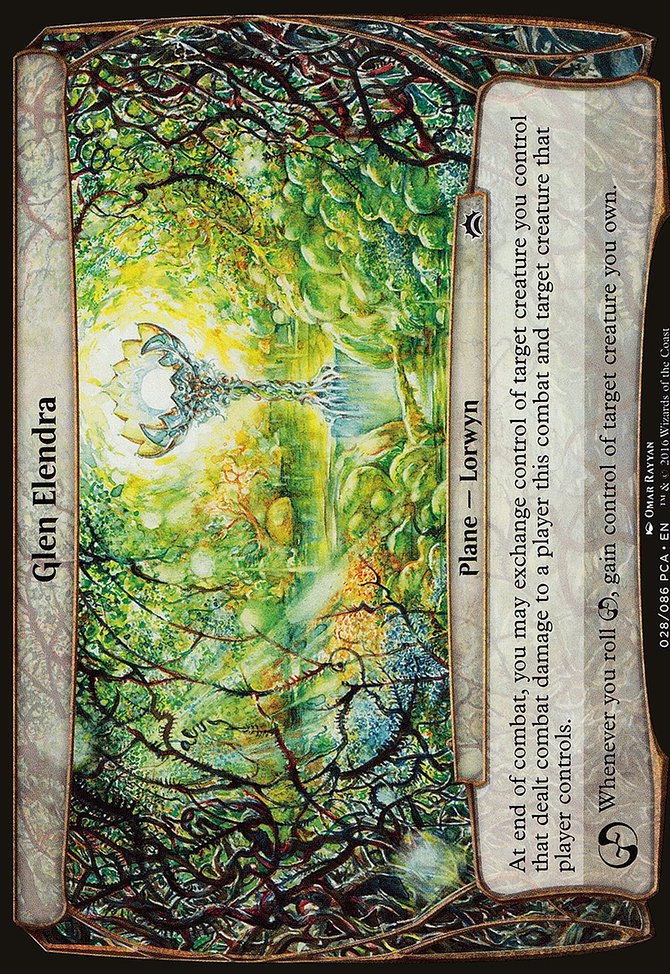 Glen Elendra
Plane — Lorwyn
At end of combat, you may exchange control of target creature you control
that dealt combat damage to a player this combat and target creature that
player controls.
Whenever you roll , gain control of target creature you own.
028/086 PCA • EN OMAR RAYYAN
™ & © 2016 Wizards of the Coast